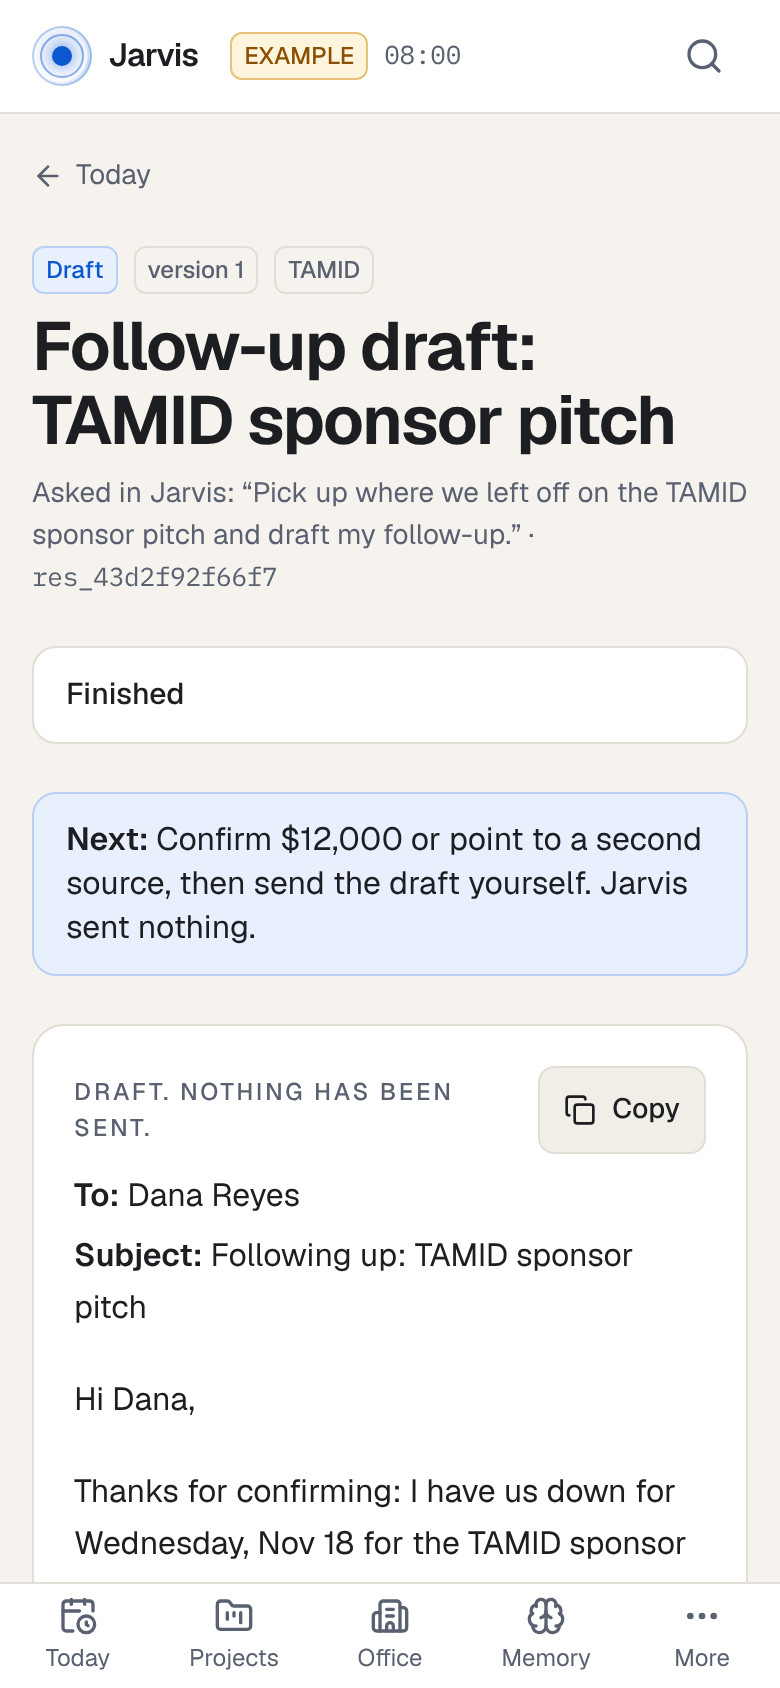 Jarvis EXAMPLE 08:00
Today
Draft version 1 TAMID
Follow-up draft:
TAMID sponsor pitch
Asked in Jarvis: “Pick up where we left off on the TAMID
sponsor pitch and draft my follow-up.” ·
res_43d2f92f66f7
Finished
Next: Confirm $12,000 or point to a second
source, then send the draft yourself. Jarvis
sent nothing.
DRAFT. NOTHING HAS BEEN
SENT.
Copy
To: Dana Reyes
Subject: Following up: TAMID sponsor
pitch
Hi Dana,
Thanks for confirming: I have us down for
Wednesday, Nov 18 for the TAMID sponsor
Today Projects Office Memory More